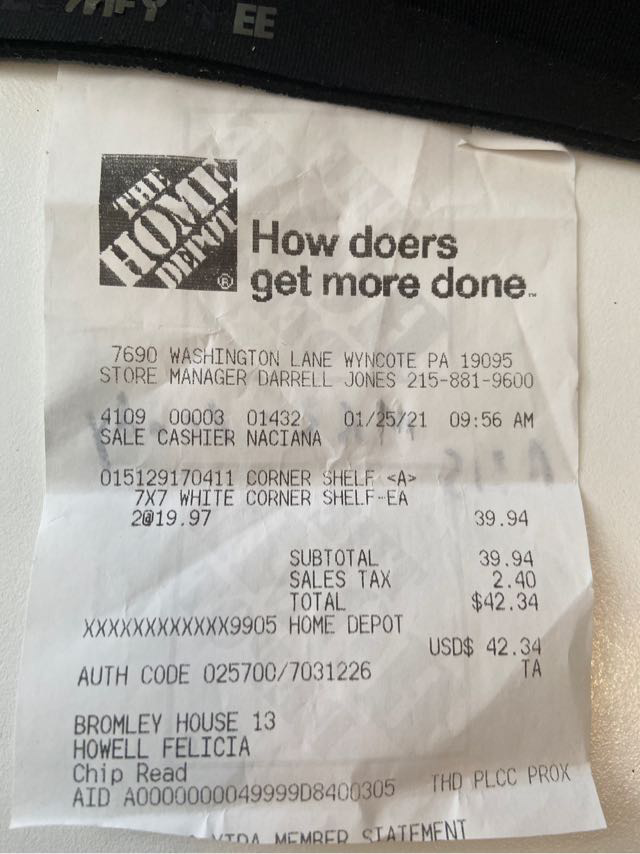 EE
THE
HOME
DEPOT
®
How doers
get more done.™
7690 WASHINGTON LANE WYNCOTE PA 19095
STORE MANAGER DARRELL JONES 215-881-9600
4109 00003 01432 01/25/21 09:56 AM
SALE CASHIER NACIANA
015129170411 CORNER SHELF <A>
7X7 WHITE CORNER SHELF-EA
2@19.97 39.94
SUBTOTAL 39.94
SALES TAX 2.40
TOTAL $42.34
XXXXXXXXXXXX9905 HOME DEPOT
USD$ 42.34
AUTH CODE 025700/7031226 TA
BROMLEY HOUSE 13
HOWELL FELICIA
Chip Read
AID A0000000049999D8400305 THD PLCC PROX
MEMBER STATEMENT